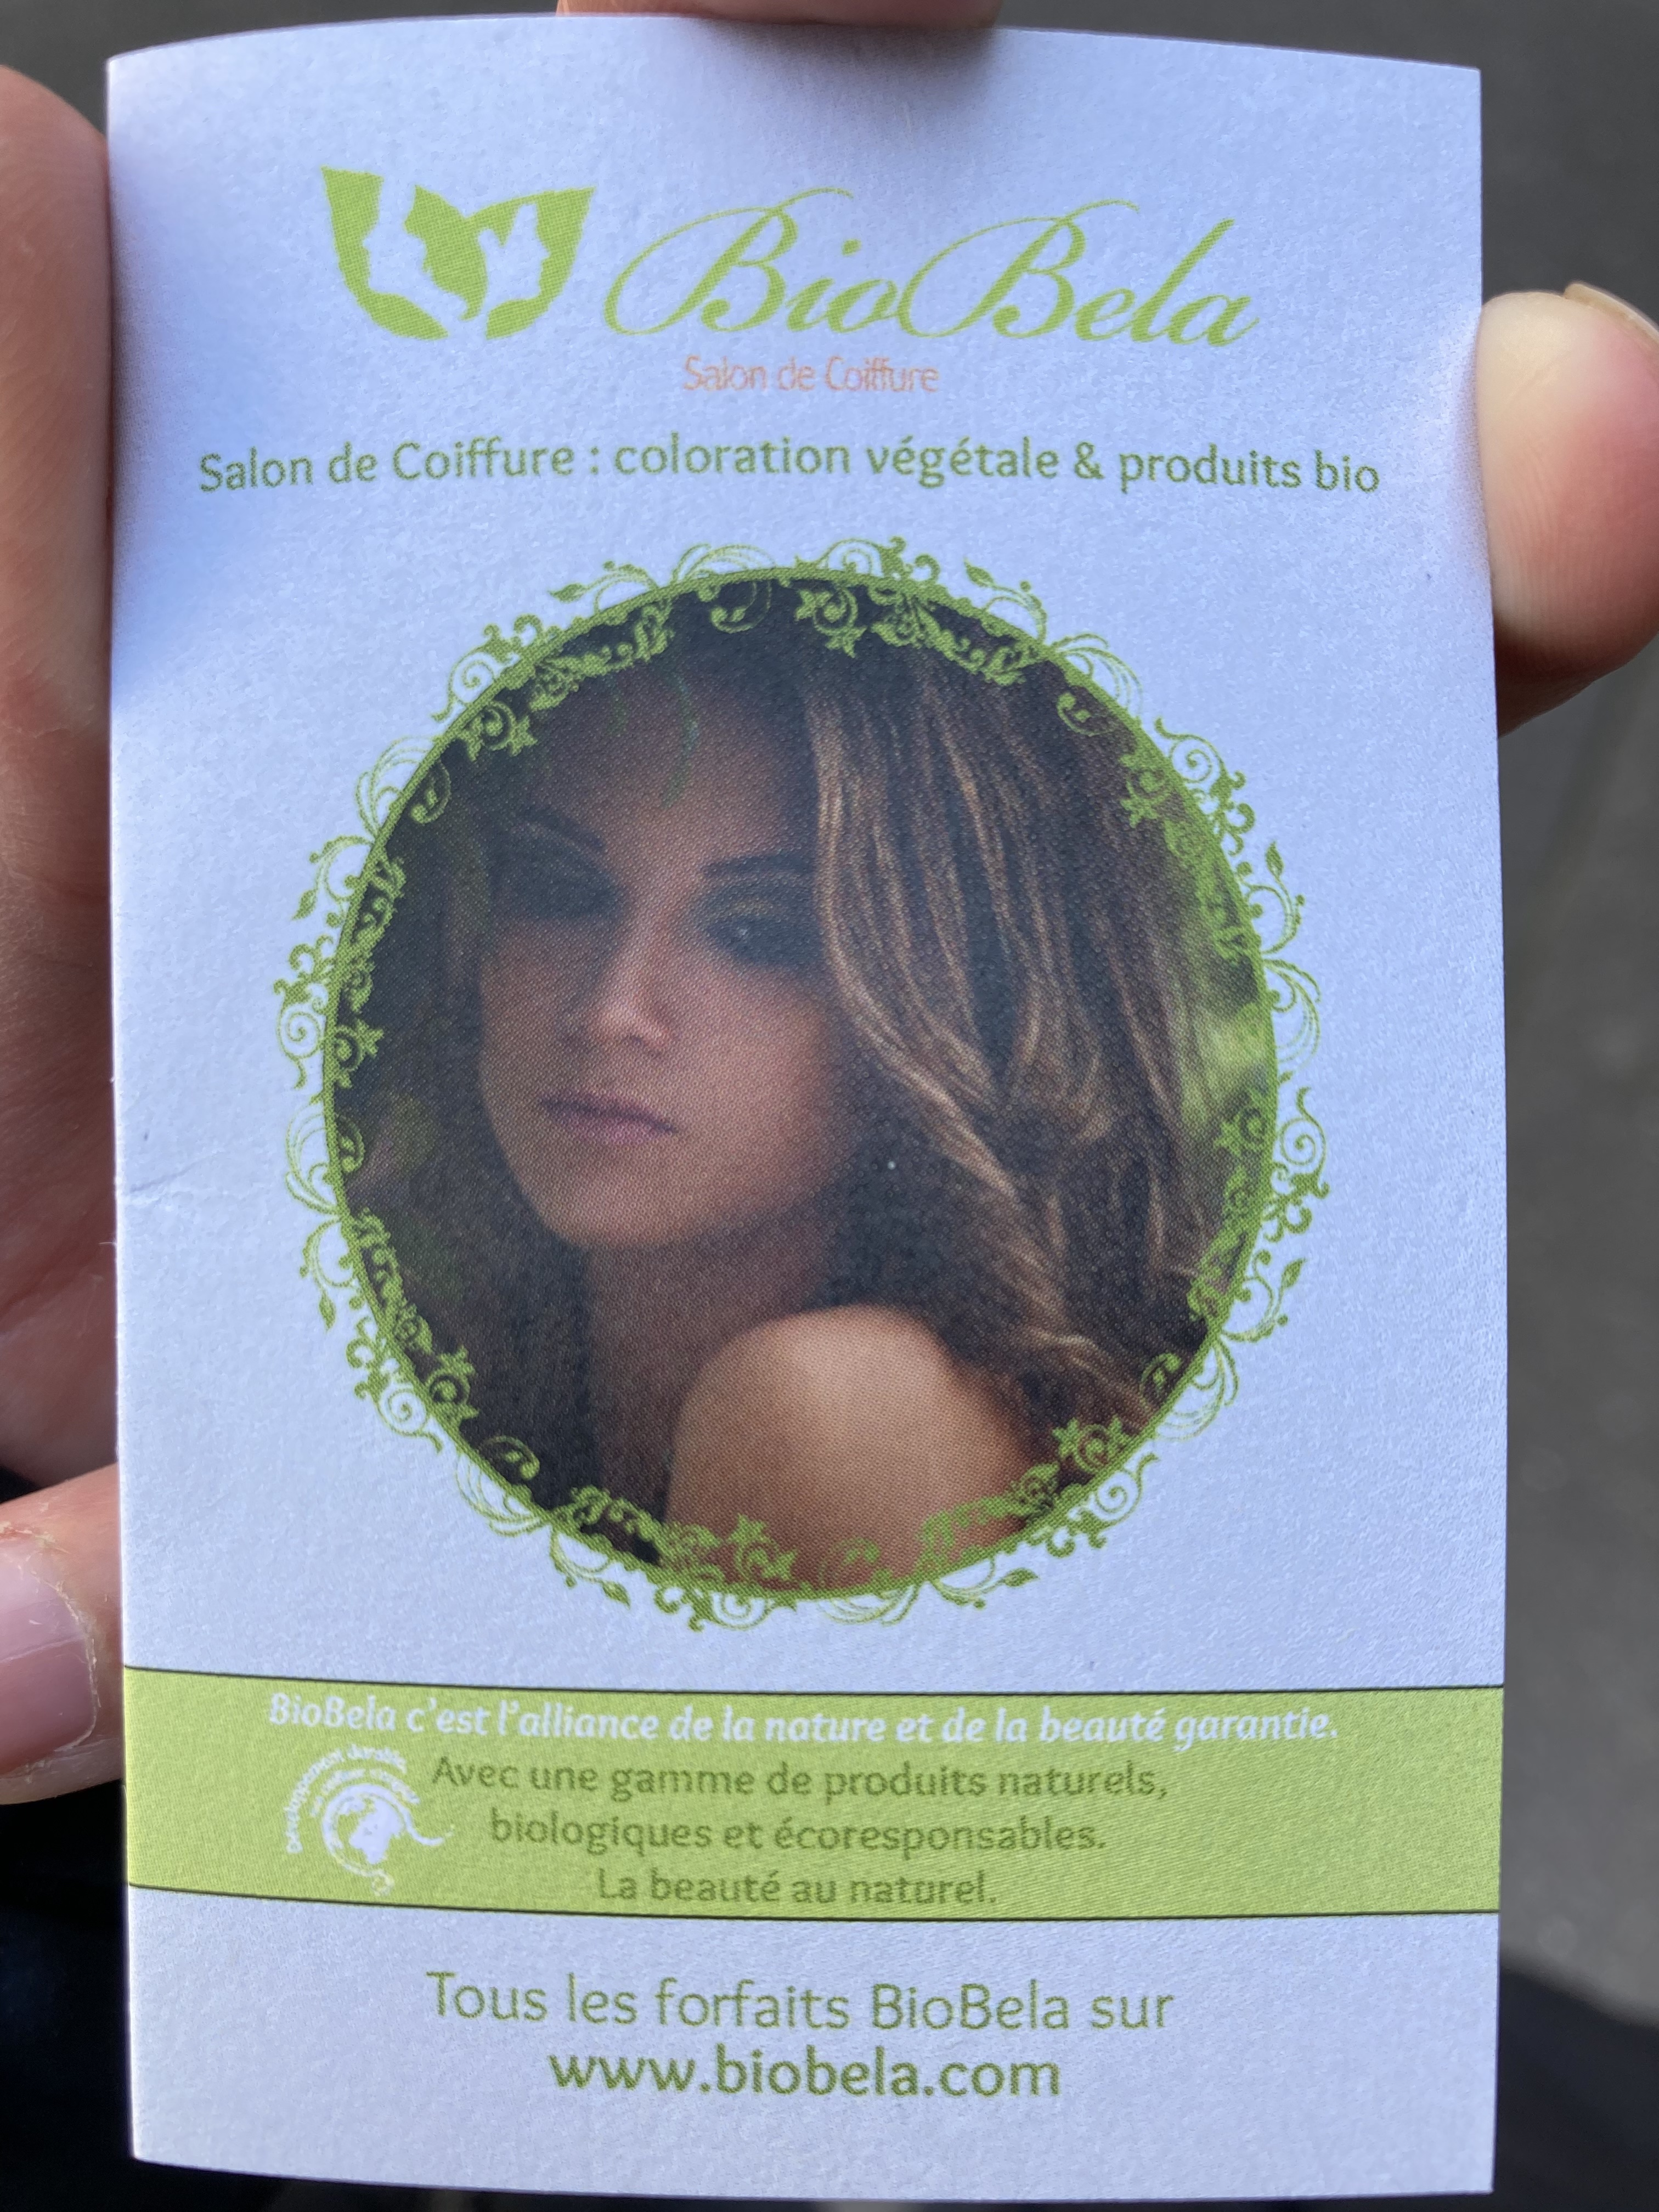 BioBela
Salon de Coiffure
Salon de Coiffure : coloration végétale & produits bio
BioBela c'est l'alliance de la nature et de la beauté garantie.
Développement durable
Avec une gamme de produits naturels,
biologiques et écoresponsables.
La beauté au naturel.
Tous les forfaits BioBela sur
www.biobela.com